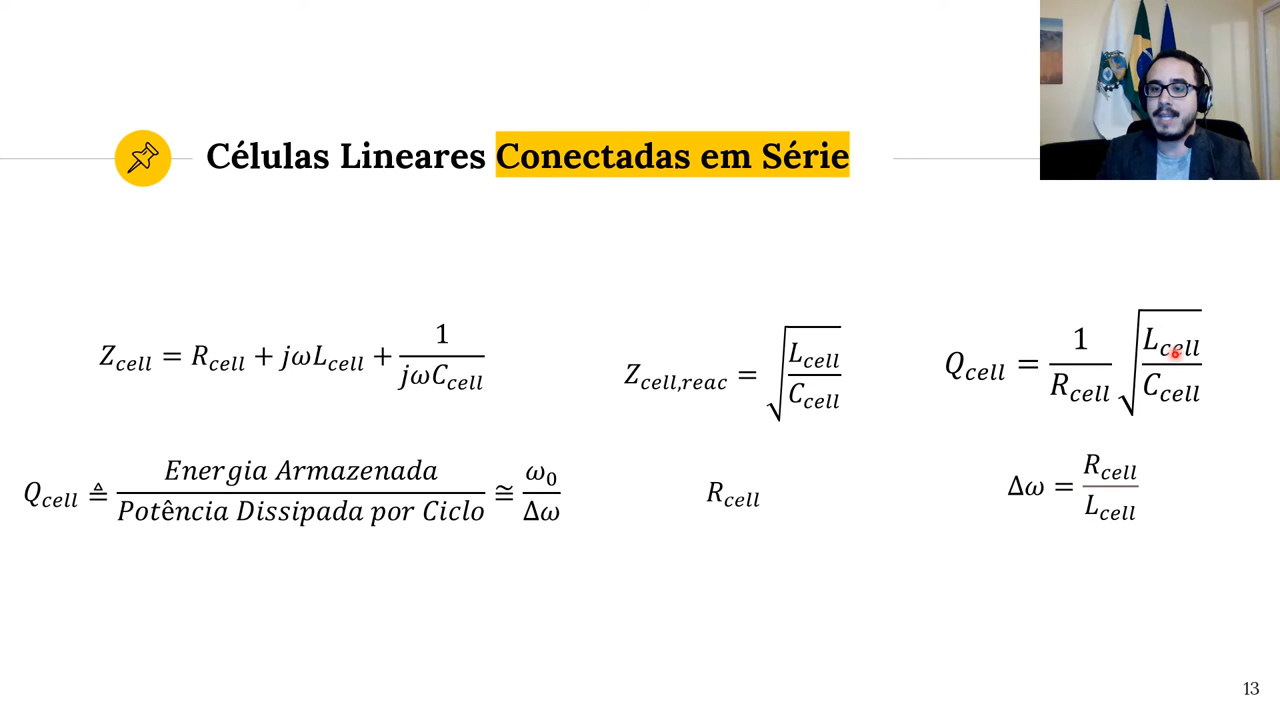 Células Lineares Conectadas em Série
Z_cell = R_cell + jωL_cell + 1/(jωC_cell)
Z_cell,reac = √(L_cell/C_cell)
Q_cell = 1/R_cell √(L_cell/C_cell)
Q_cell ≜ Energia Armazenada/Potência Dissipada por Ciclo ≅ ω₀/Δω
R_cell
Δω = R_cell/L_cell
13